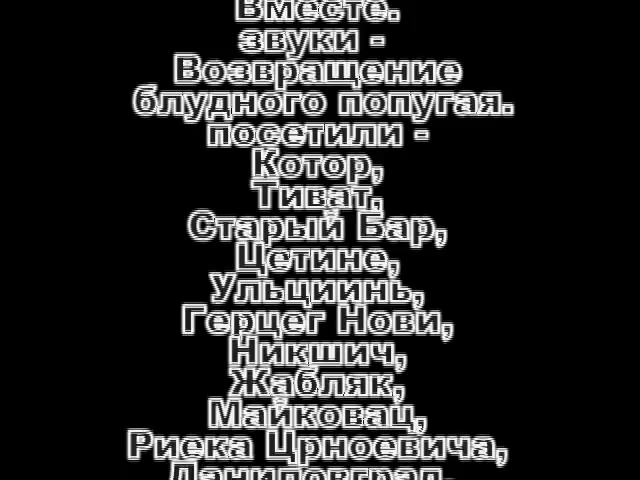 Вместе.
звуки -
Возвращение
блудного попугая.
посетили -
Котор,
Тиват,
Старый Бар,
Цетине,
Ульциинь,
Герцег Нови,
Никшич,
Жабляк,
Майковац,
Риека Црноевича,
Даниловград,